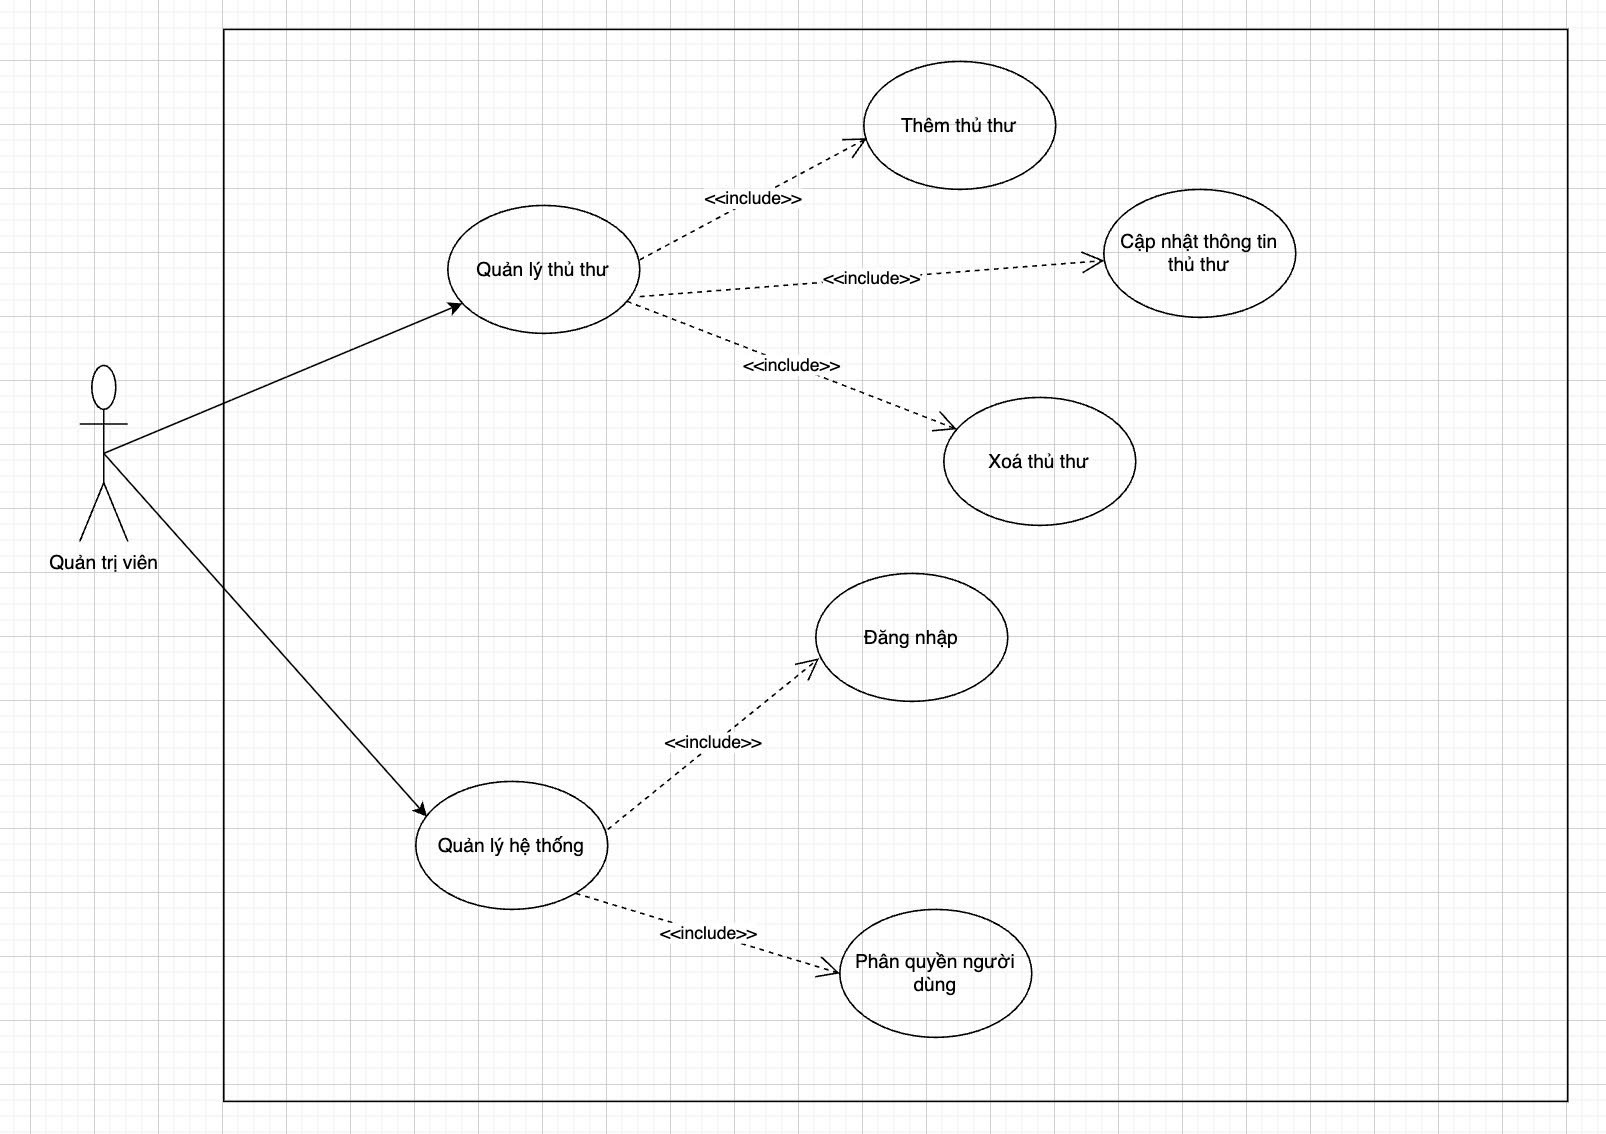 Thêm thủ thư
<<include>>
Cập nhật thông tin
thủ thư
Quản lý thủ thư
<<include>>
<<include>>
Xoá thủ thư
Quản trị viên
Đăng nhập
<<include>>
Quản lý hệ thống
<<include>>
Phân quyền người
dùng